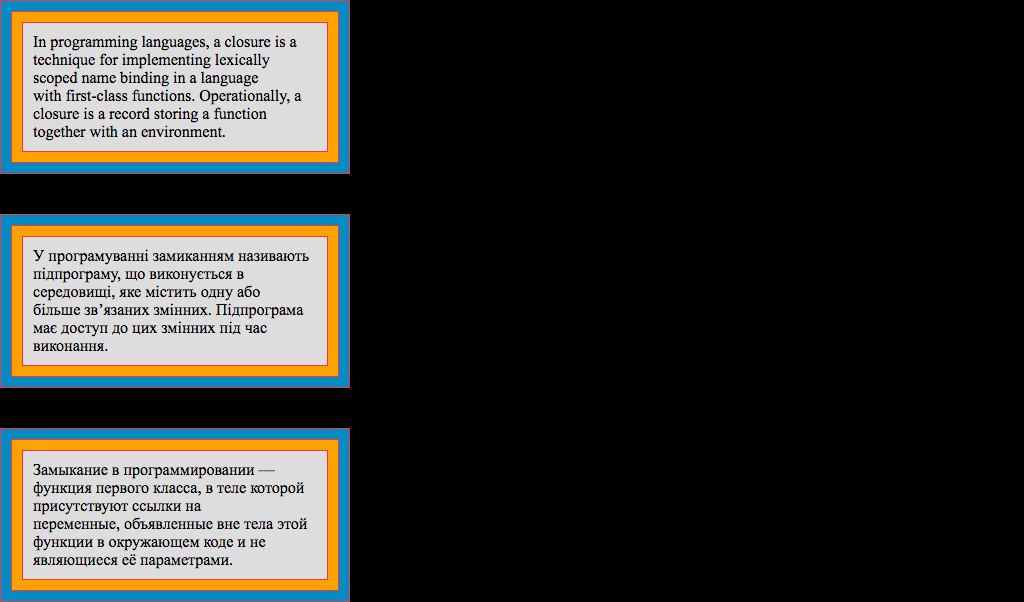 In programming languages, a closure is a
technique for implementing lexically
scoped name binding in a language
with first-class functions. Operationally, a
closure is a record storing a function
together with an environment.
У програмуванні замиканням називають
підпрограму, що виконується в
середовищі, яке містить одну або
більше зв’язаних змінних. Підпрограма
має доступ до цих змінних під час
виконання.
Замыкание в программировании —
функция первого класса, в теле которой
присутствуют ссылки на
переменные, объявленные вне тела этой
функции в окружающем коде и не
являющиеся её параметрами.